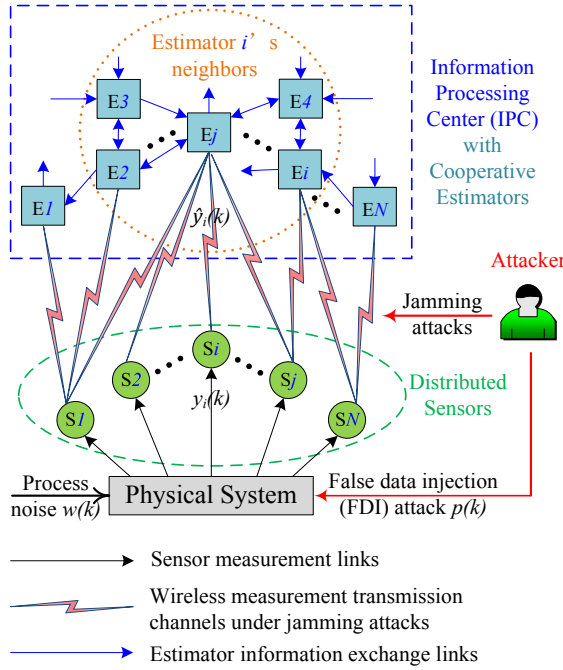 Estimator i's
neighbors
Information
Processing
Center (IPC)
with
Cooperative
Estimators
E3
Ej
E4
E2
Ei
E1
EN
ŷi(k)
Attacker
Jamming
attacks
Si
S2
Sj
S1
SN
yi(k)
Distributed
Sensors
Process
noise w(k)
Physical System
False data injection
(FDI) attack p(k)
Sensor measurement links
Wireless measurement transmission
channels under jamming attacks
Estimator information exchange links